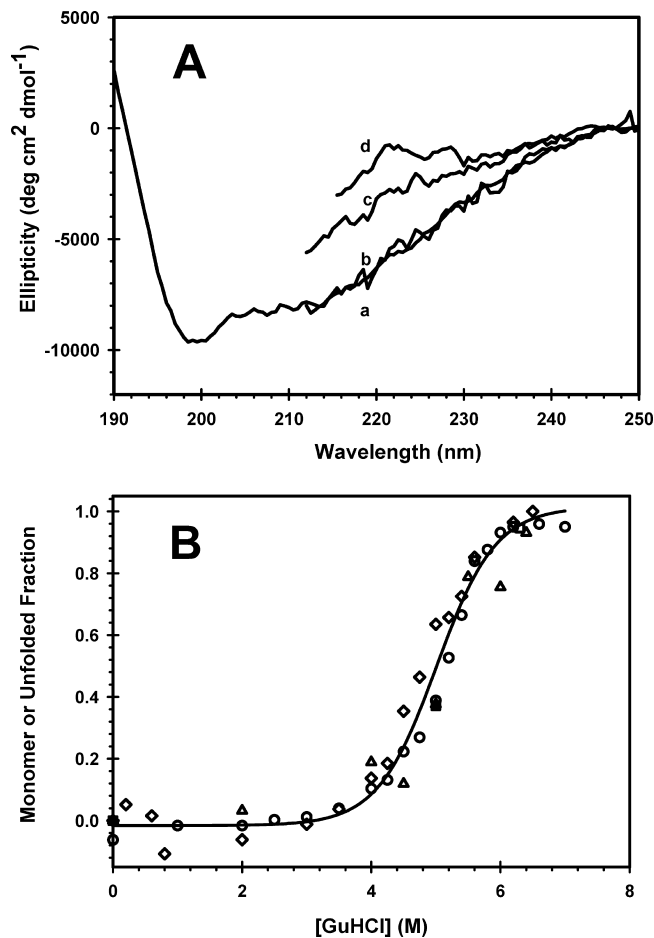 A
5000
0
-5000
-10000
Ellipticity (deg cm² dmol⁻¹)
d
c
b
a
190 200 210 220 230 240 250
Wavelength (nm)
B
1.0
0.8
0.6
0.4
0.2
0.0
Monomer or Unfolded Fraction
0 2 4 6 8
[GuHCl] (M)